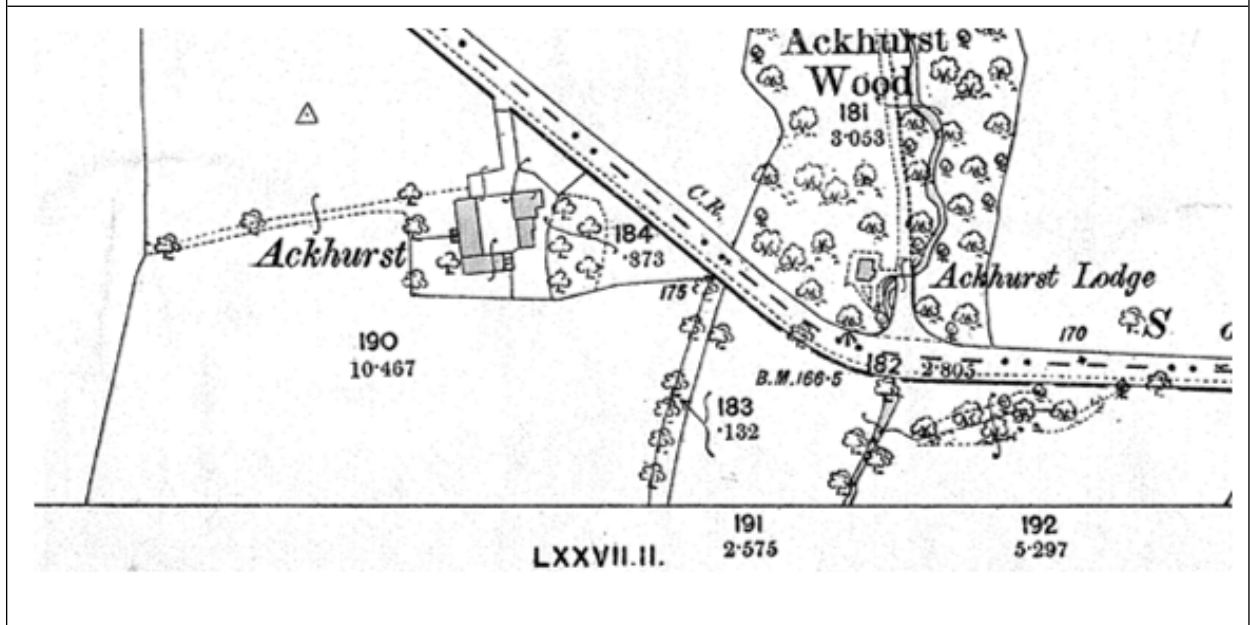 Ackhurst
Wood
181
3·053
C.R.
184
·873
Ackhurst
Ackhurst Lodge
175
170
S
190
10·467
B.M.166·5
182
2·805
183
·132
191
2·575
192
5·297
LXXVII.11.